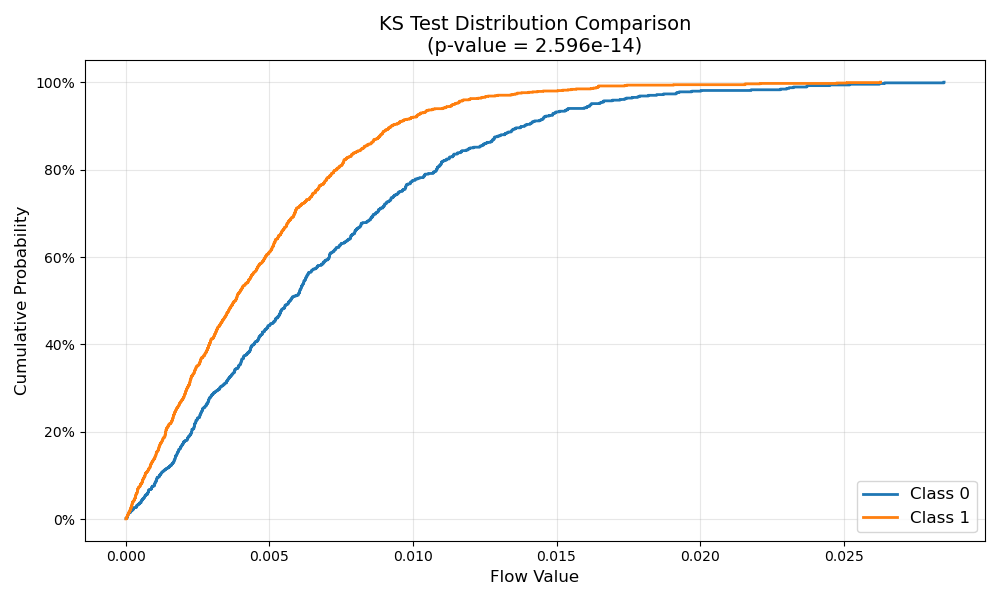 KS Test Distribution Comparison
(p-value = 2.596e-14)
Cumulative Probability
100%
80%
60%
40%
20%
0%
0.000 0.005 0.010 0.015 0.020 0.025
Flow Value
Class 0
Class 1